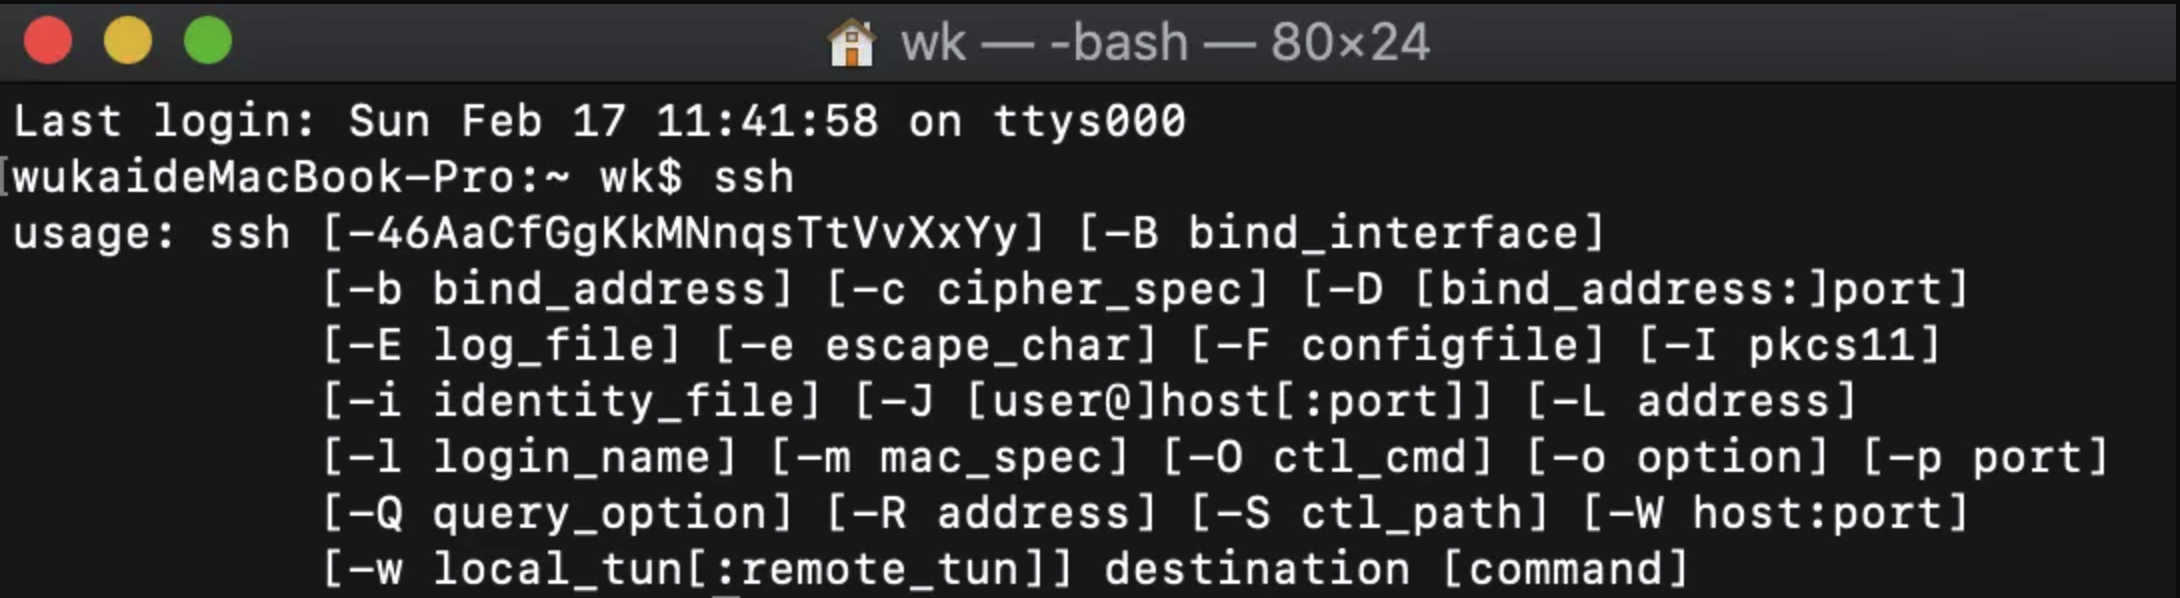 wk — -bash — 80×24
Last login: Sun Feb 17 11:41:58 on ttys000
[wukaideMacBook-Pro:~ wk$ ssh
usage: ssh [-46AaCfGgKkMNnqsTtVvXxYy] [-B bind_interface]
           [-b bind_address] [-c cipher_spec] [-D [bind_address:]port]
           [-E log_file] [-e escape_char] [-F configfile] [-I pkcs11]
           [-i identity_file] [-J [user@]host[:port]] [-L address]
           [-l login_name] [-m mac_spec] [-O ctl_cmd] [-o option] [-p port]
           [-Q query_option] [-R address] [-S ctl_path] [-W host:port]
           [-w local_tun[:remote_tun]] destination [command]